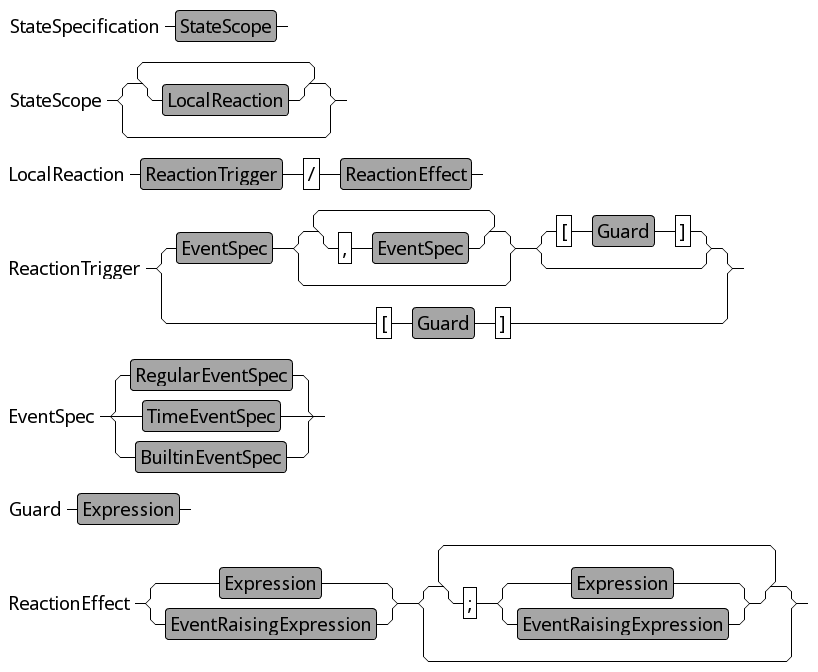 StateSpecification StateScope
StateScope LocalReaction
LocalReaction ReactionTrigger / ReactionEffect
ReactionTrigger EventSpec , EventSpec [ Guard ]
[ Guard ]
EventSpec RegularEventSpec
TimeEventSpec
BuiltinEventSpec
Guard Expression
ReactionEffect Expression ; Expression
EventRaisingExpression EventRaisingExpression